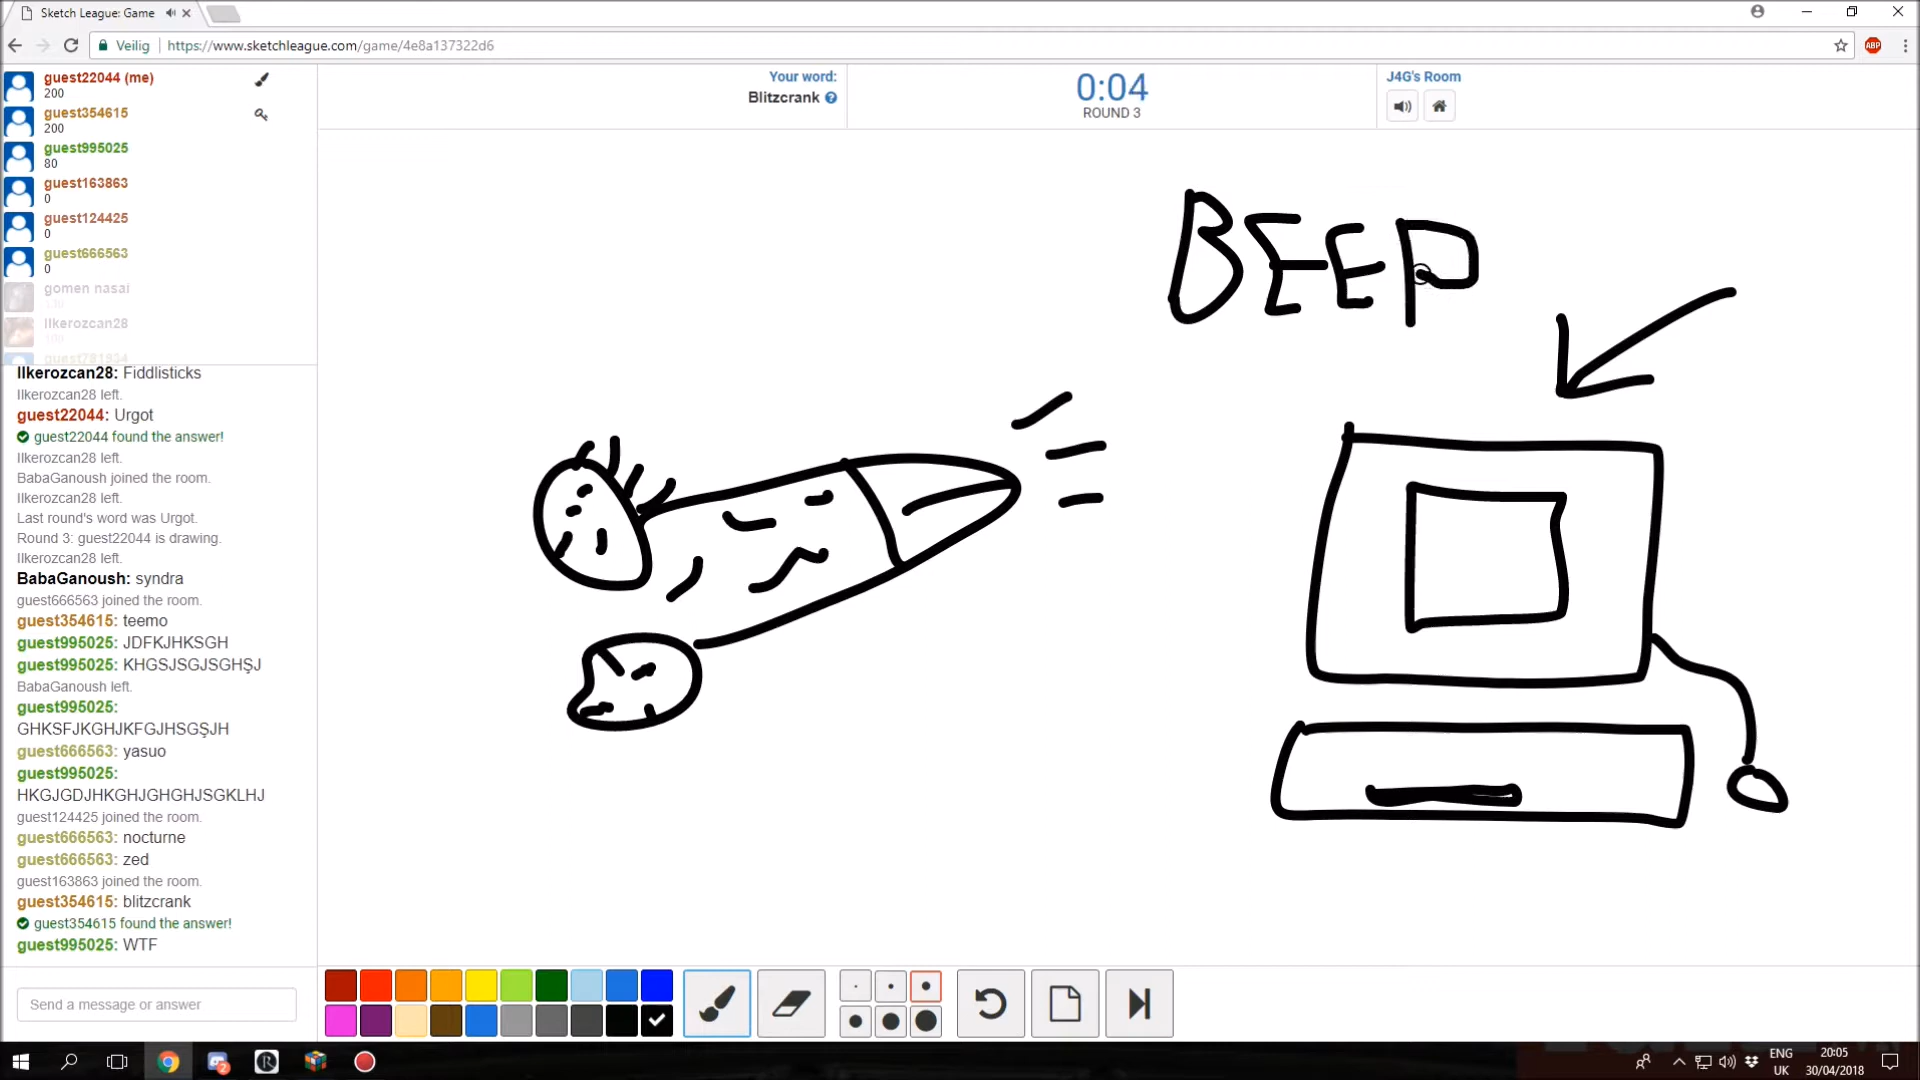 Sketch League: Game
Veilig
https://www.sketchleague.com/game/4e8a137322d6
ABP
guest22044 (me)
200
guest354615
200
guest995025
80
guest163863
0
guest124425
0
guest666563
0
gomen nasai
Ilkerozcan28
100
guest781934
Your word:
Blitzcrank
0:04
ROUND 3
J4G's Room
BEEP
Ilkerozcan28: Fiddlisticks
Ilkerozcan28 left.
guest22044: Urgot
guest22044 found the answer!
Ilkerozcan28 left.
BabaGanoush joined the room.
Ilkerozcan28 left.
Last round's word was Urgot.
Round 3: guest22044 is drawing.
Ilkerozcan28 left.
BabaGanoush: syndra
guest666563 joined the room.
guest354615: teemo
guest995025: JDFKJHKSGH
guest995025: KHGSJSGJSGHŞJ
BabaGanoush left.
guest995025:
GHKSFJKGHJKFGJHSGŞJH
guest666563: yasuo
guest995025:
HKGJGDJHKGHJGHGHJSGKLHJ
guest124425 joined the room.
guest666563: nocturne
guest666563: zed
guest163863 joined the room.
guest354615: blitzcrank
guest354615 found the answer!
guest995025: WTF
Send a message or answer
2
R
ENG
UK
20:05
30/04/2018